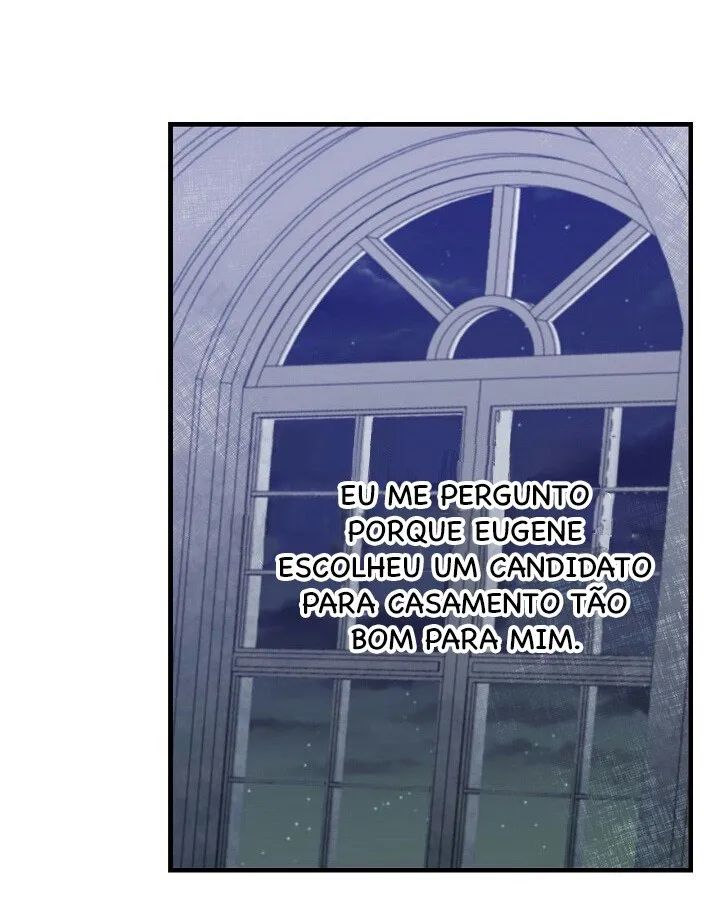 EU ME PERGUNTO
PORQUE EUGENE
ESCOLHEU UM CANDIDATO
PARA CASAMENTO TÃO
BOM PARA MIM.